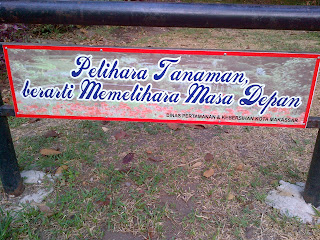 Pelihara Tanaman,
berarti Memelihara Masa Depan
DINAS PERTAMANAN & KEBERSIHAN KOTA MAKASSAR